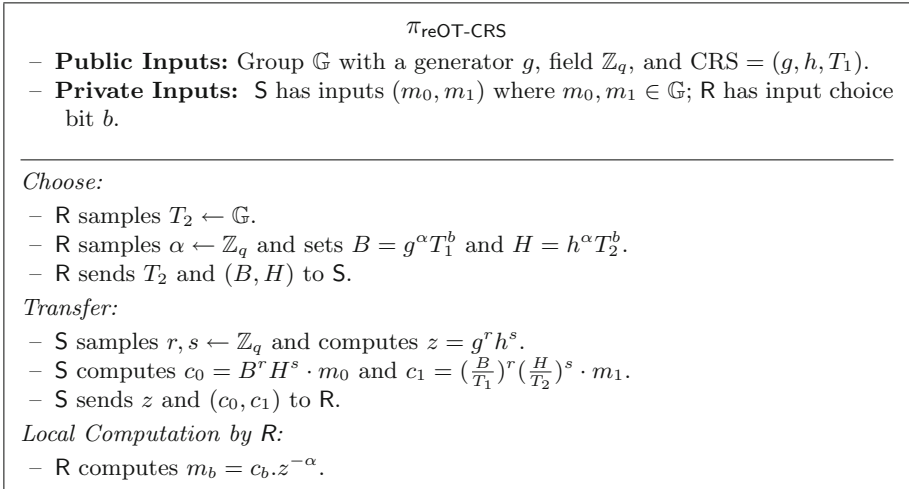 π_reOT-CRS
– Public Inputs: Group 𝔾 with a generator g, field ℤ_q, and CRS = (g, h, T_1).
– Private Inputs: S has inputs (m_0, m_1) where m_0, m_1 ∈ 𝔾; R has input choice
bit b.
Choose:
– R samples T_2 ← 𝔾.
– R samples α ← ℤ_q and sets B = g^α T_1^b and H = h^α T_2^b.
– R sends T_2 and (B, H) to S.
Transfer:
– S samples r, s ← ℤ_q and computes z = g^r h^s.
– S computes c_0 = B^r H^s · m_0 and c_1 = (B/T_1)^r (H/T_2)^s · m_1.
– S sends z and (c_0, c_1) to R.
Local Computation by R:
– R computes m_b = c_b.z^{−α}.